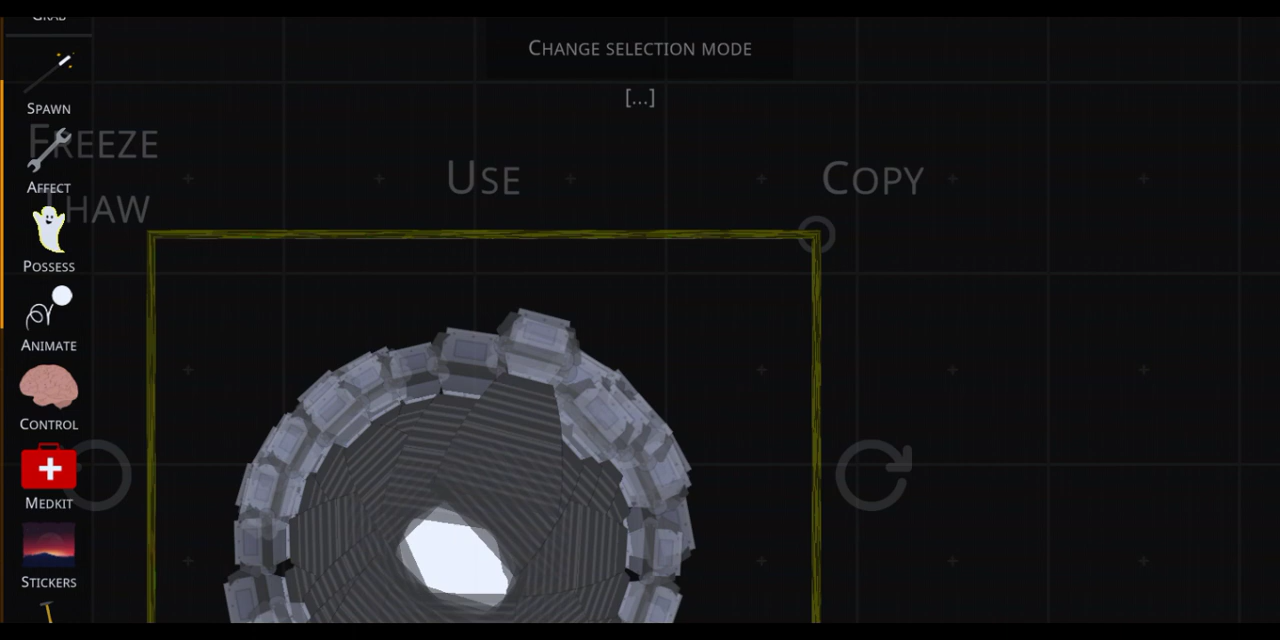 GRAB
CHANGE SELECTION MODE
[...]
SPAWN
FREEZE
USE
COPY
AFFECT
THAW
POSSESS
ANIMATE
CONTROL
MEDKIT
STICKERS